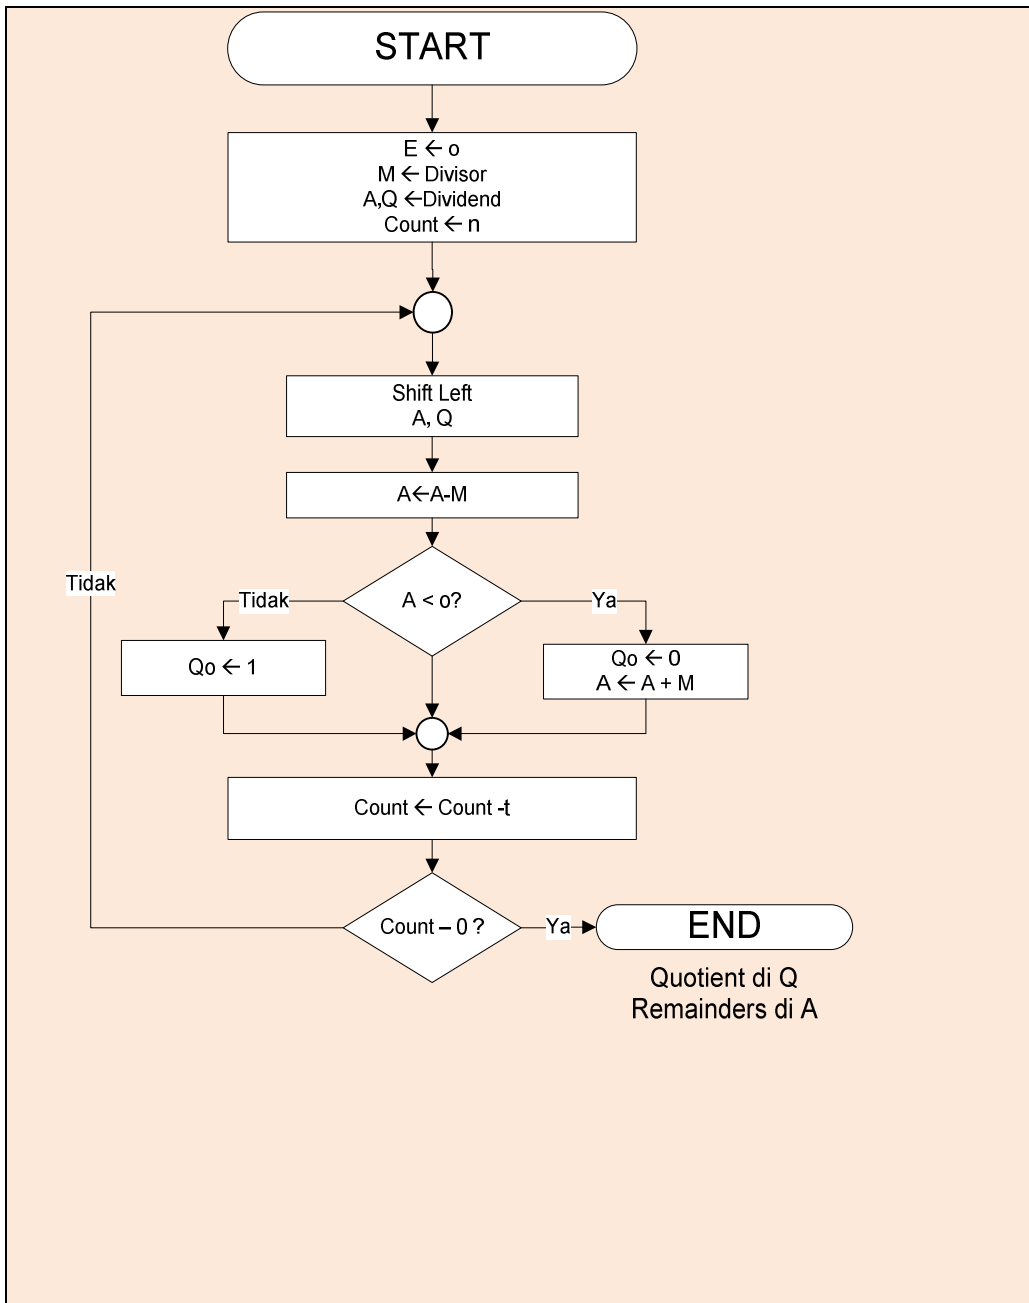 START
E ← o
M ← Divisor
A,Q ←Dividend
Count ← n
Shift Left
A, Q
A←A-M
A < o?
Tidak
Ya
Tidak
Qo ← 1
Qo ← 0
A ← A + M
Count ← Count -t
Count – 0 ?
Ya
END
Quotient di Q
Remainders di A